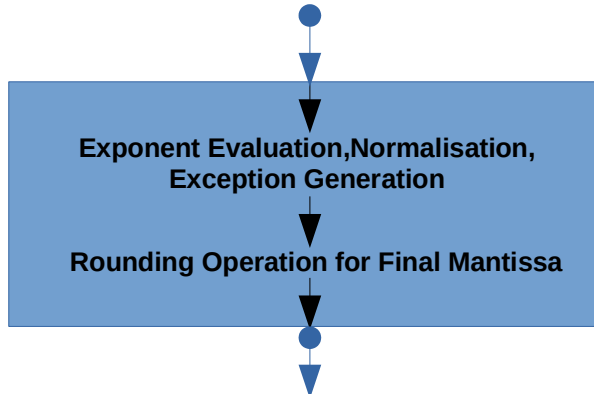 Exponent Evaluation,Normalisation,
Exception Generation
Rounding Operation for Final Mantissa